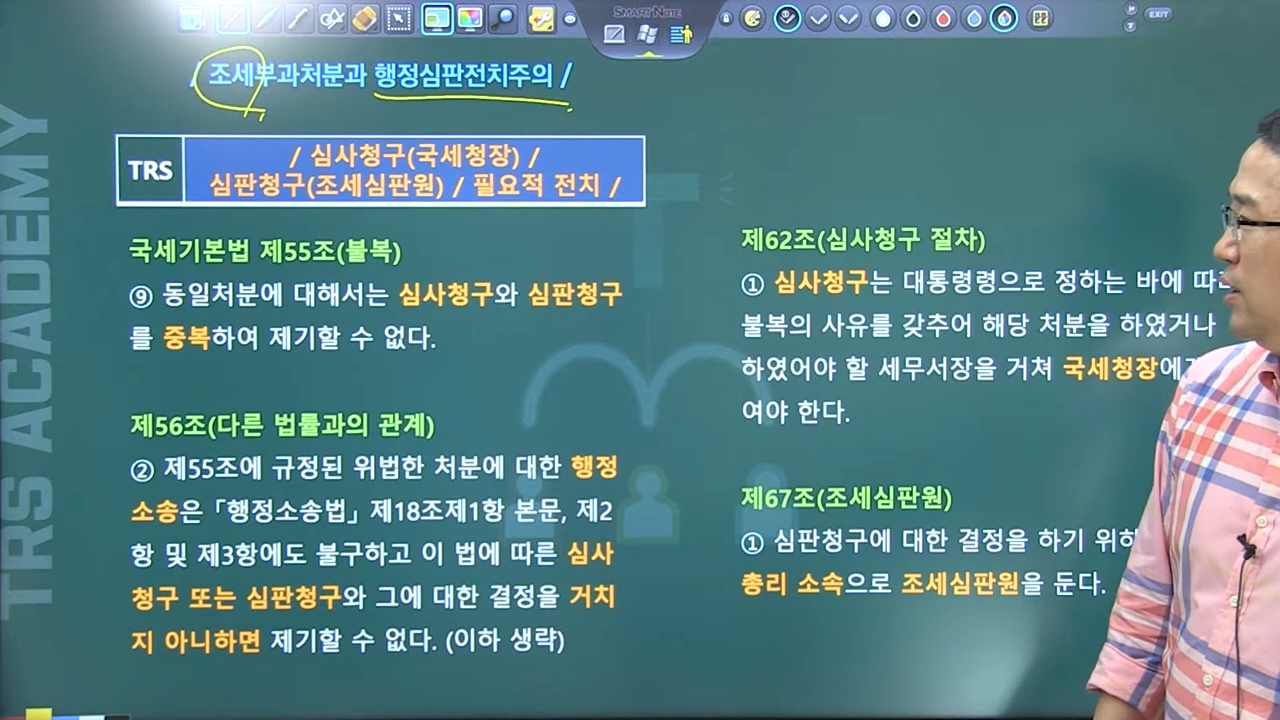 SMART NOTE
EXIT
/ 조세부과처분과 행정심판전치주의 /
TRS
/ 심사청구(국세청장) /
심판청구(조세심판원) / 필요적 전치 /
국세기본법 제55조(불복)
⑨ 동일처분에 대해서는 심사청구와 심판청구
를 중복하여 제기할 수 없다.
제56조(다른 법률과의 관계)
② 제55조에 규정된 위법한 처분에 대한 행정
소송은 「행정소송법」 제18조제1항 본문, 제2
항 및 제3항에도 불구하고 이 법에 따른 심사
청구 또는 심판청구와 그에 대한 결정을 거치
지 아니하면 제기할 수 없다. (이하 생략)
제62조(심사청구 절차)
① 심사청구는 대통령령으로 정하는 바에
불복의 사유를 갖추어 해당 처분을 하였거나
하였어야 할 세무서장을 거쳐 국세청장에
여야 한다.
제67조(조세심판원)
① 심판청구에 대한 결정을 하기 위하
총리 소속으로 조세심판원을 둔다.
TRS ACADEMY